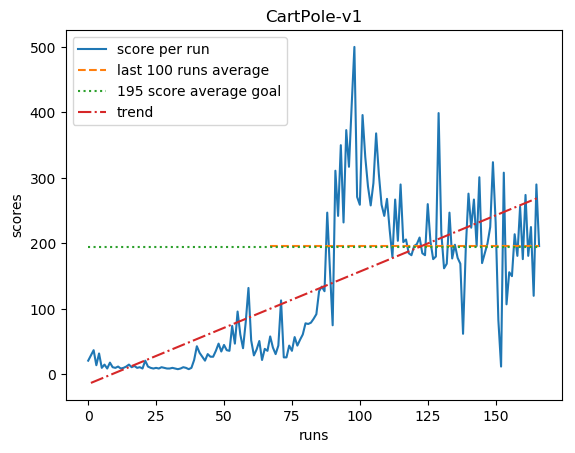 CartPole-v1
500
400
300
200
100
0
scores
score per run
last 100 runs average
195 score average goal
trend
0
25
50
75
100
125
150
runs